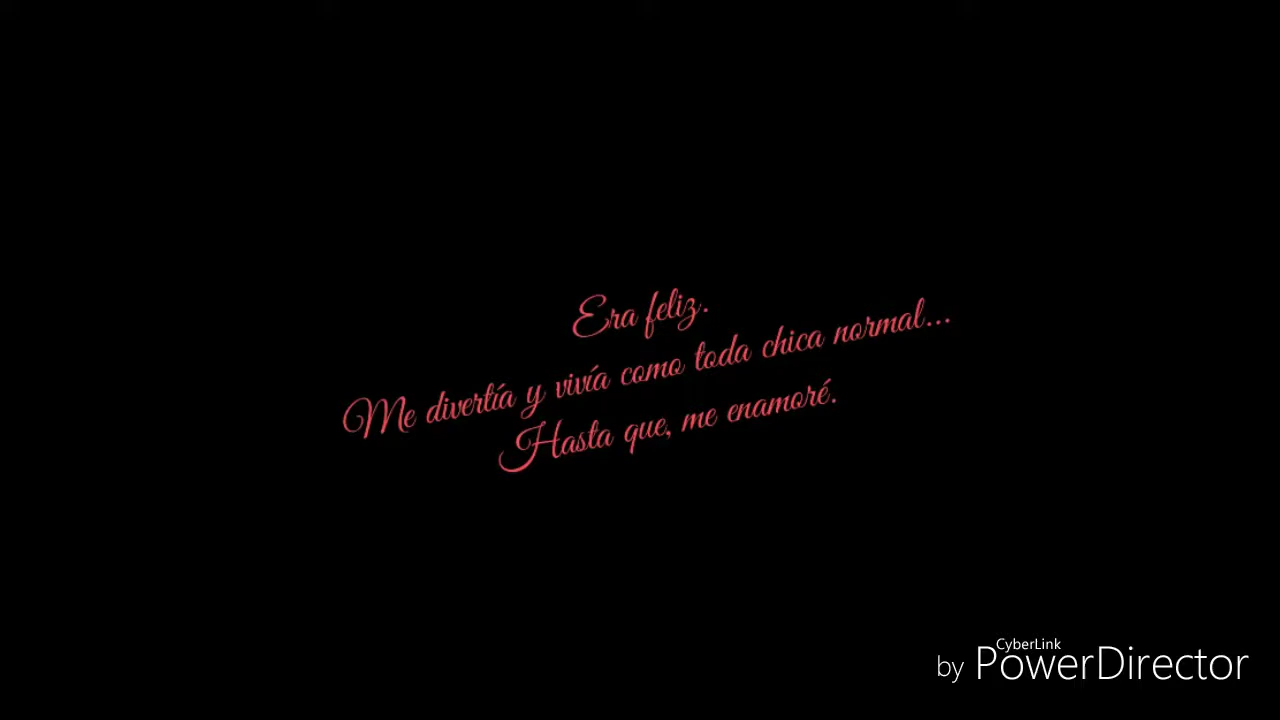 Era feliz.
Me divertía y vivía como toda chica normal...
Hasta que, me enamoré.
CyberLink
by PowerDirector